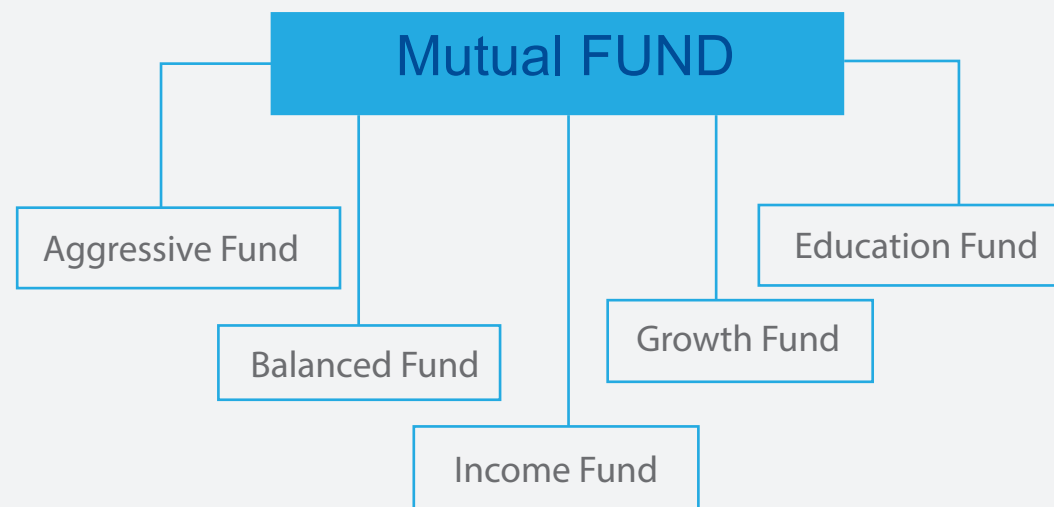 Mutual FUND
Aggressive Fund
Balanced Fund
Income Fund
Growth Fund
Education Fund